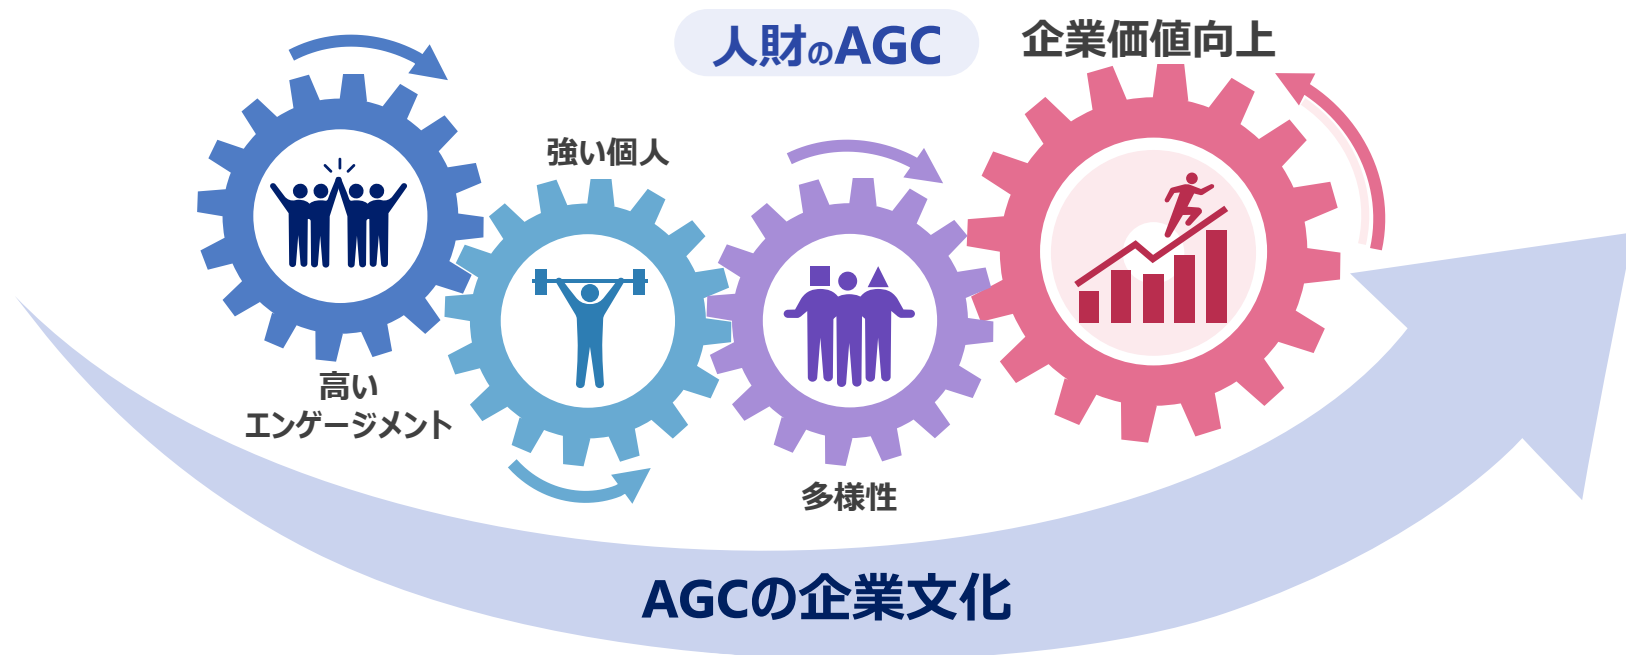 人財のAGC
企業価値向上
強い個人
高い
エンゲージメント
多様性
AGCの企業文化